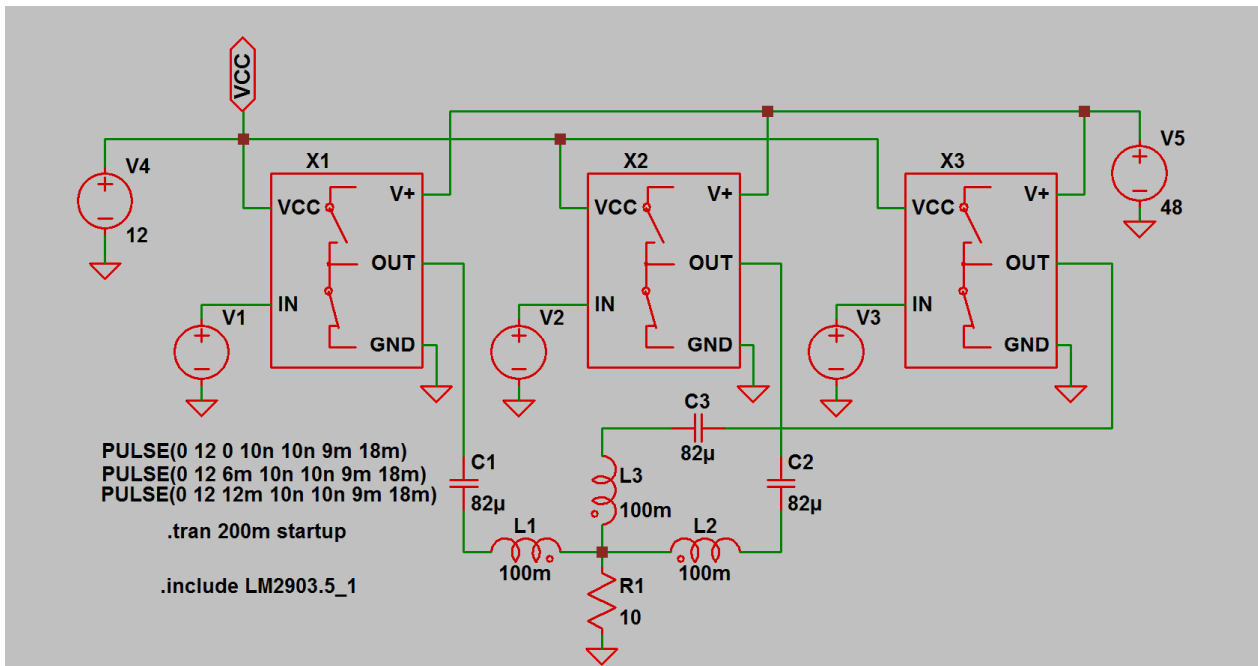 VCC
V4
12
X1
VCC
V+
OUT
IN
GND
V1
X2
VCC
V+
OUT
IN
GND
V2
X3
VCC
V+
OUT
IN
GND
V3
V5
48
PULSE(0 12 0 10n 10n 9m 18m)
PULSE(0 12 6m 10n 10n 9m 18m)
PULSE(0 12 12m 10n 10n 9m 18m)
.tran 200m startup
.include LM2903.5_1
C1
82µ
C3
82µ
C2
82µ
L3
100m
L1
100m
L2
100m
R1
10